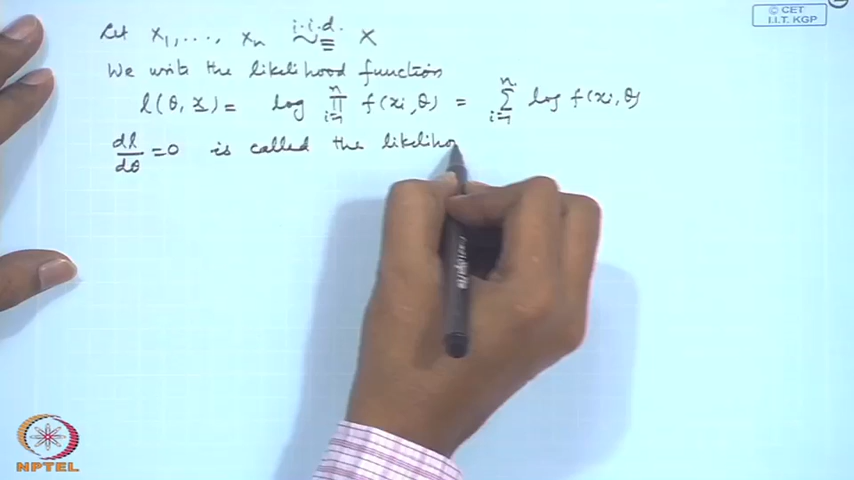 © CET
I.I.T. KGP
Let x₁, ..., xₙ i.i.d. ~ ≡ X
We write the likelihood function
l(θ, x) = log ∏ᵢ₌₁ⁿ f(xᵢ, θ) = ∑ᵢ₌₁ⁿ log f(xᵢ, θ)
dl/dθ = 0 is called the likeliho
NPTEL